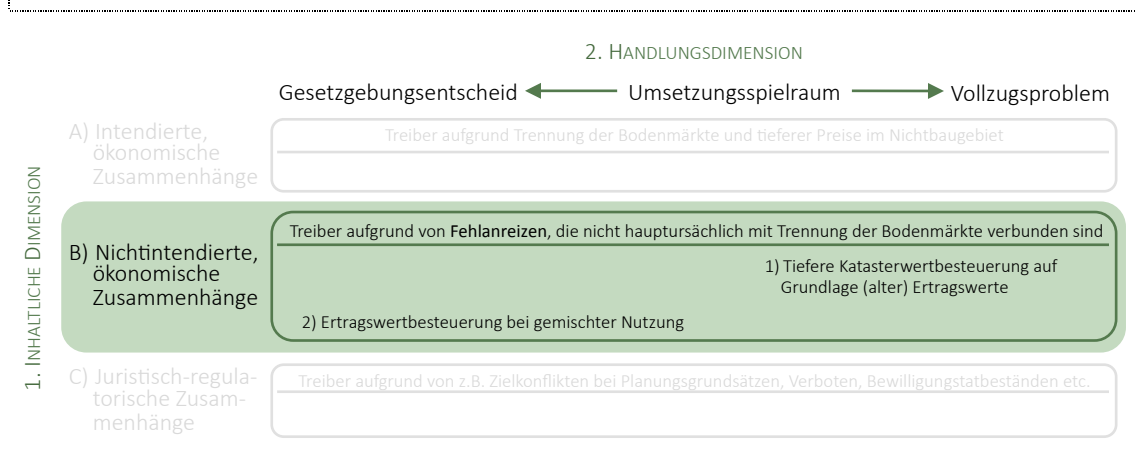 2. HANDLUNGSDIMENSION
Gesetzgebungsentscheid
Umsetzungsspielraum
Vollzugsproblem
1. INHALTLICHE DIMENSION
A) Intendierte,
ökonomische
Zusammenhänge
Treiber aufgrund Trennung der Bodenmärkte und tieferer Preise im Nichtbaugebiet
B) Nichtintendierte,
ökonomische
Zusammenhänge
Treiber aufgrund von Fehlanreizen, die nicht hauptursächlich mit Trennung der Bodenmärkte verbunden sind
1) Tiefere Katasterwertbesteuerung auf
Grundlage (alter) Ertragswerte
2) Ertragswertbesteuerung bei gemischter Nutzung
C) Juristisch-regula-
torische Zusam-
menhänge
Treiber aufgrund von z.B. Zielkonflikten bei Planungsgrundsätzen, Verboten, Bewilligungstatbeständen etc.